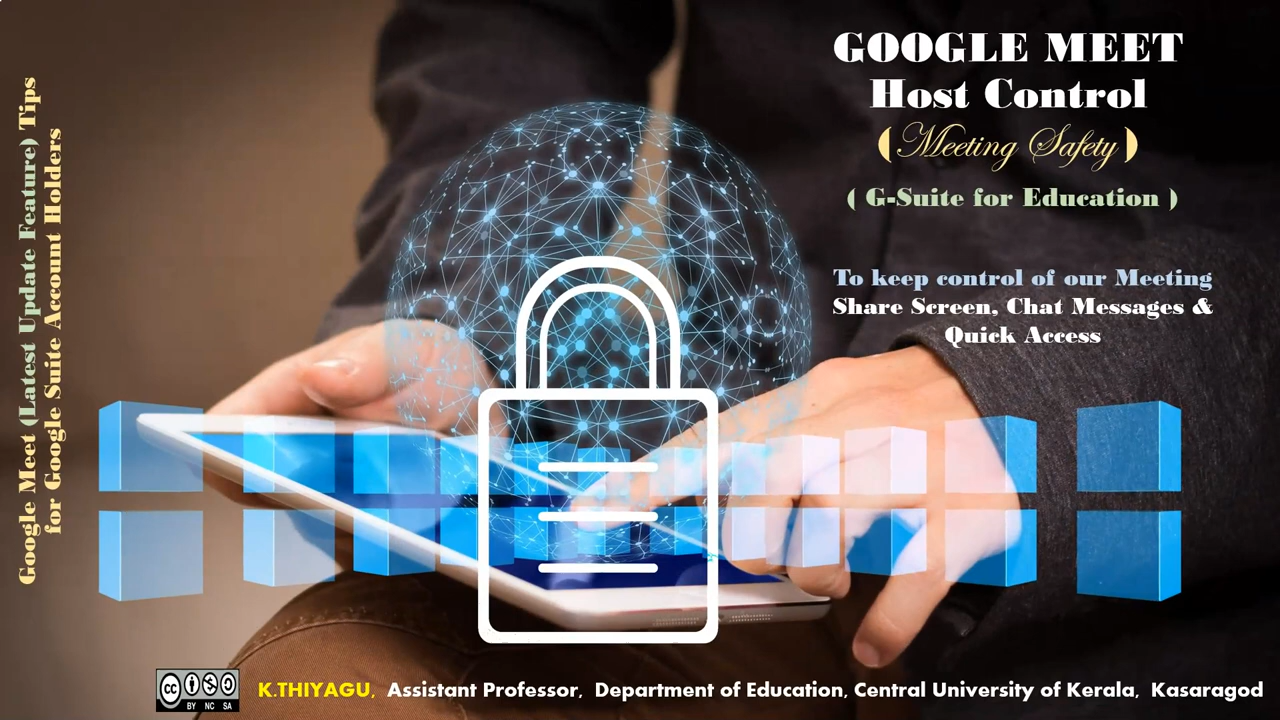 GOOGLE MEET
Host Control
(Meeting Safety)
( G-Suite for Education )
To keep control of our Meeting
Share Screen, Chat Messages &
Quick Access
Google Meet (Latest Update Feature) Tips
for Google Suite Account Holders
cc BY NC SA
K.THIYAGU, Assistant Professor, Department of Education, Central University of Kerala, Kasaragod